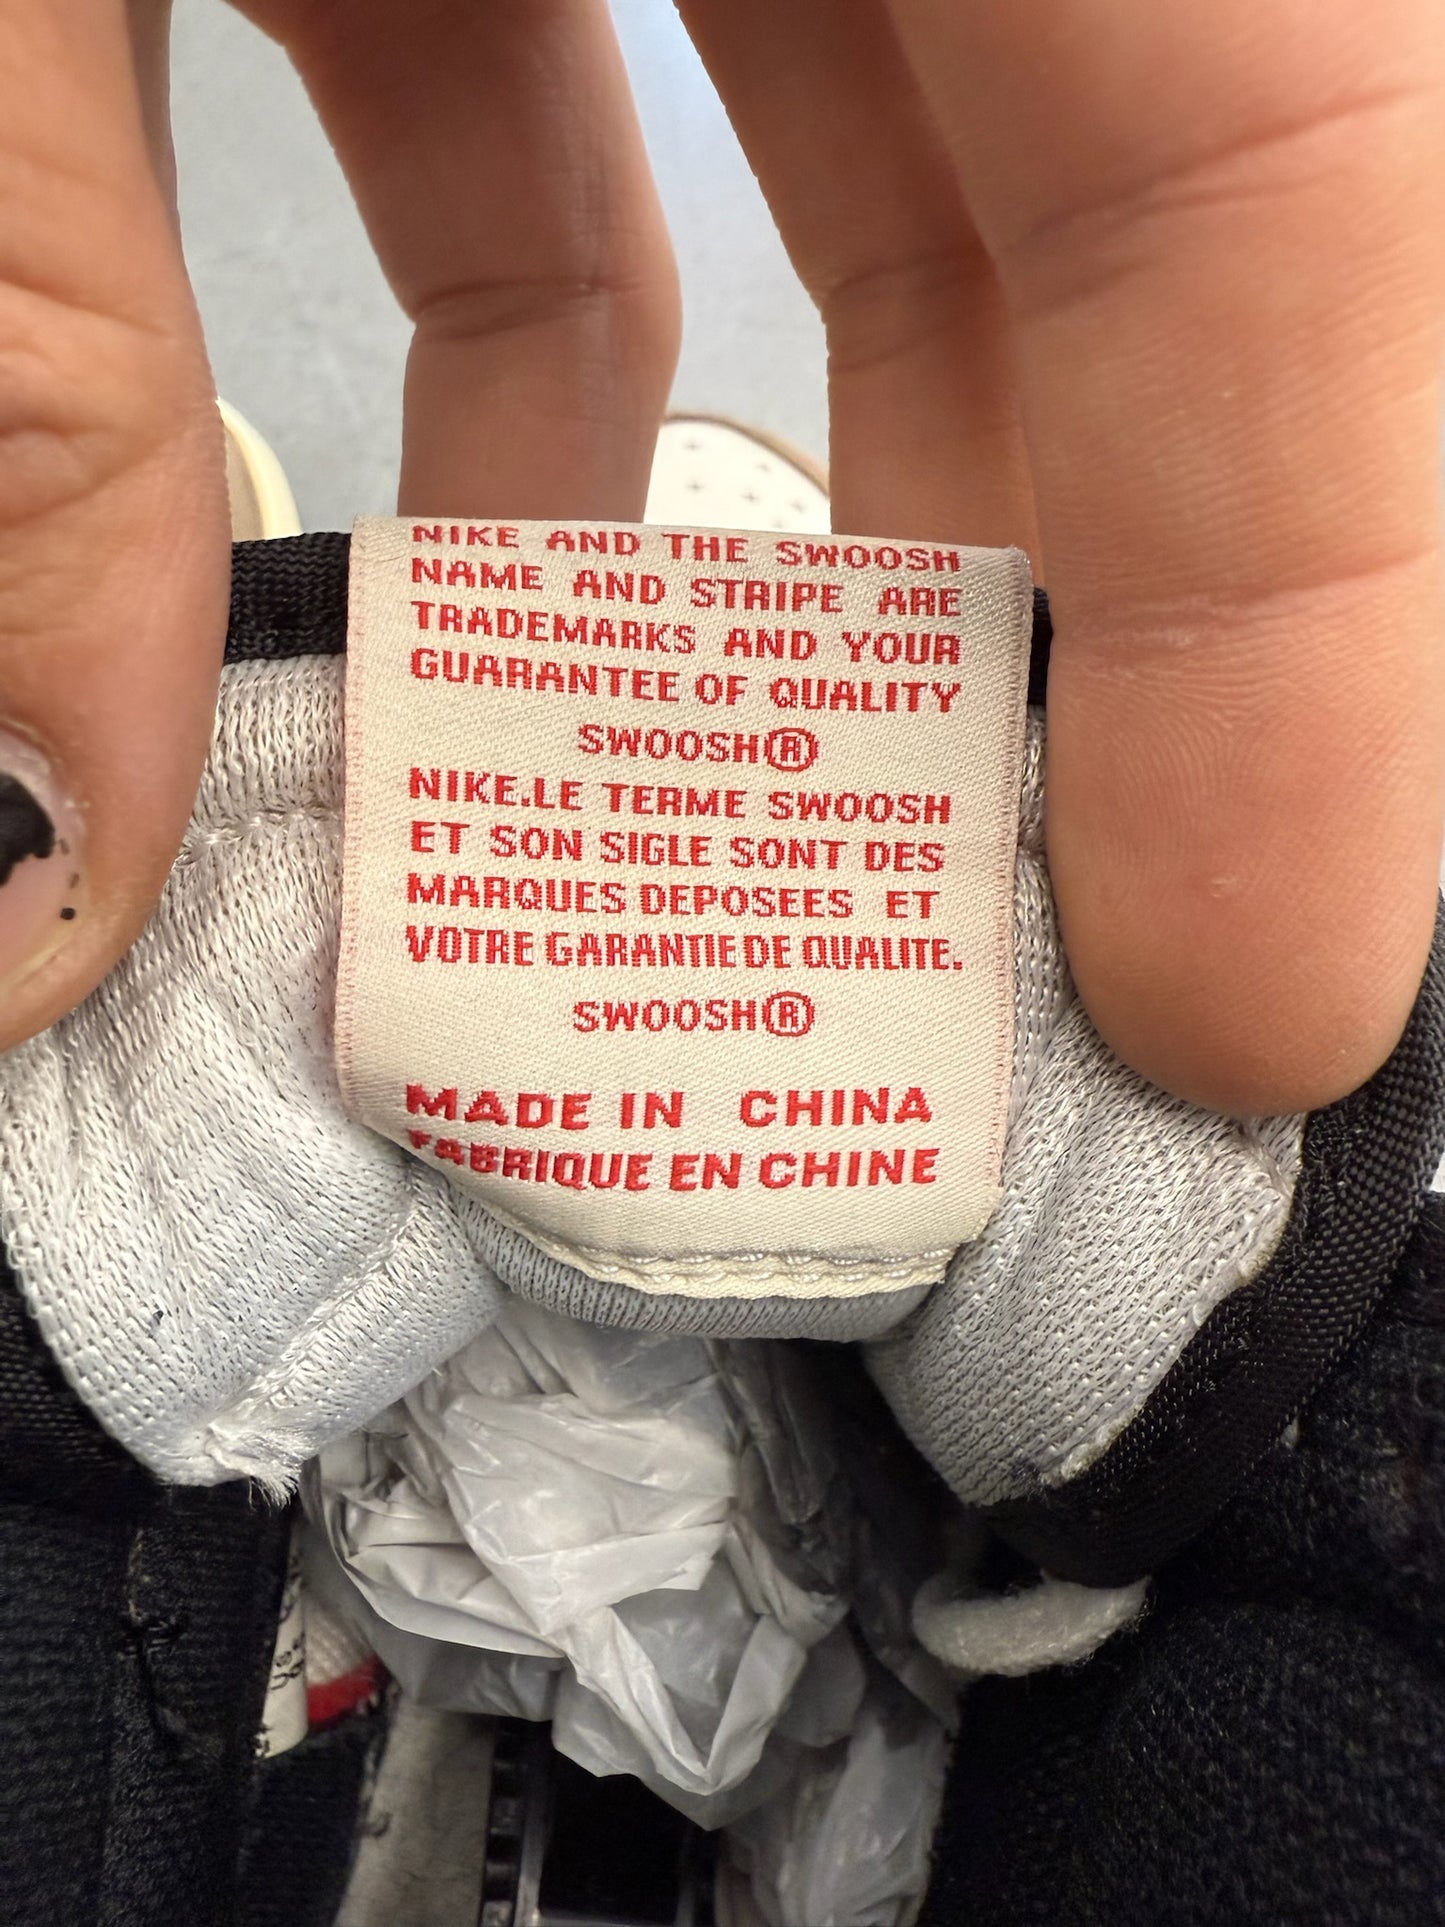 NIKE AND THE SWOOSH
NAME AND STRIPE ARE
TRADEMARKS AND YOUR
GUARANTEE OF QUALITY
SWOOSH®
NIKE.LE TERME SWOOSH
ET SON SIGLE SONT DES
MARQUES DEPOSEES ET
VOTRE GARANTIE DE QUALITE.
SWOOSH®
MADE IN CHINA
FABRIQUE EN CHINE